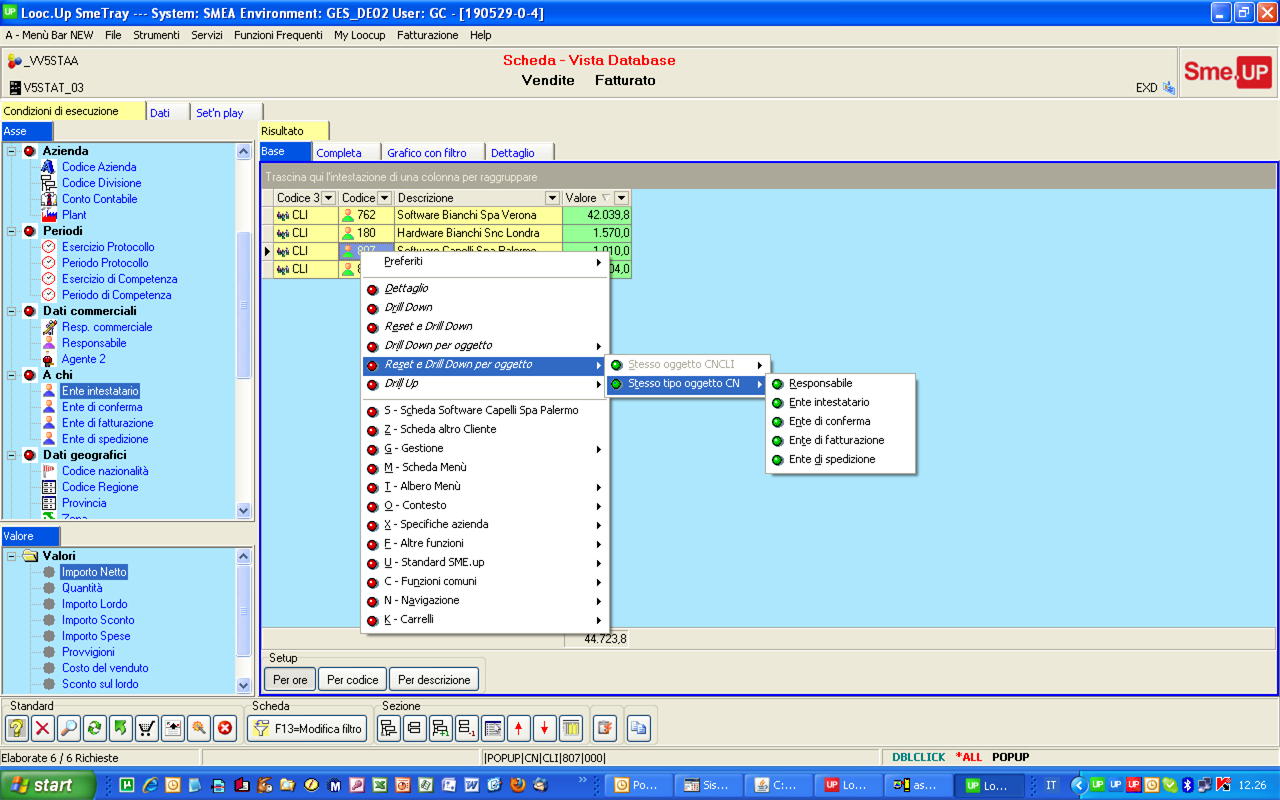 UP Looc.Up SmeTray --- System: SMEA Environment: GES_DE02 User: GC - [190529-0-4]
A - Menù Bar NEW File Strumenti Servizi Funzioni Frequenti My Loocup Fatturazione Help
_VV5STAA
V5STAT_03
Scheda - Vista Database
Vendite Fatturato
EXD
Sme.UP
Condizioni di esecuzione Dati Set'n play
Asse
Azienda
Codice Azienda
Codice Divisione
Conto Contabile
Plant
Periodi
Esercizio Protocollo
Periodo Protocollo
Esercizio di Competenza
Periodo di Competenza
Dati commerciali
Resp. commerciale
Responsabile
Agente 2
A chi
Ente intestatario
Ente di conferma
Ente di fatturazione
Ente di spedizione
Dati geografici
Codice nazionalità
Codice Regione
Provincia
Zona
Valore
Valori
Importo Netto
Quantità
Importo Lordo
Importo Sconto
Importo Spese
Provvigioni
Costo del venduto
Sconto sul lordo
Risultato
Base Completa Grafico con filtro Dettaglio
Trascina qui l'intestazione di una colonna per raggruppare
Codice 3 Codice Descrizione Valore
CLI 762 Software Bianchi Spa Verona 42.039,8
CLI 180 Hardware Bianchi Snc Londra 1.570,0
CLI 807 Software Capelli Spa Palermo 1.010,0
CLI 8 04,0
Preferiti
Dettaglio
Drill Down
Reset e Drill Down
Drill Down per oggetto
Reset e Drill Down per oggetto
Drill Up
S - Scheda Software Capelli Spa Palermo
Z - Scheda altro Cliente
G - Gestione
M - Scheda Menù
T - Albero Menù
O - Contesto
X - Specifiche azienda
F - Altre funzioni
U - Standard SME.up
C - Funzioni comuni
N - Navigazione
K - Carrelli
Stesso oggetto CNCLI
Stesso tipo oggetto CN
Responsabile
Ente intestatario
Ente di conferma
Ente di fatturazione
Ente di spedizione
44.723,8
Setup
Per ore Per codice Per descrizione
Standard Scheda Sezione
F13=Modifica filtro
Elaborate 6 / 6 Richieste |POPUP|CN|CLI|807|000| DBLCLICK *ALL POPUP
start Po... Sis... C:... UP Lo... as... UP Lo... IT UP UP UP 12.26